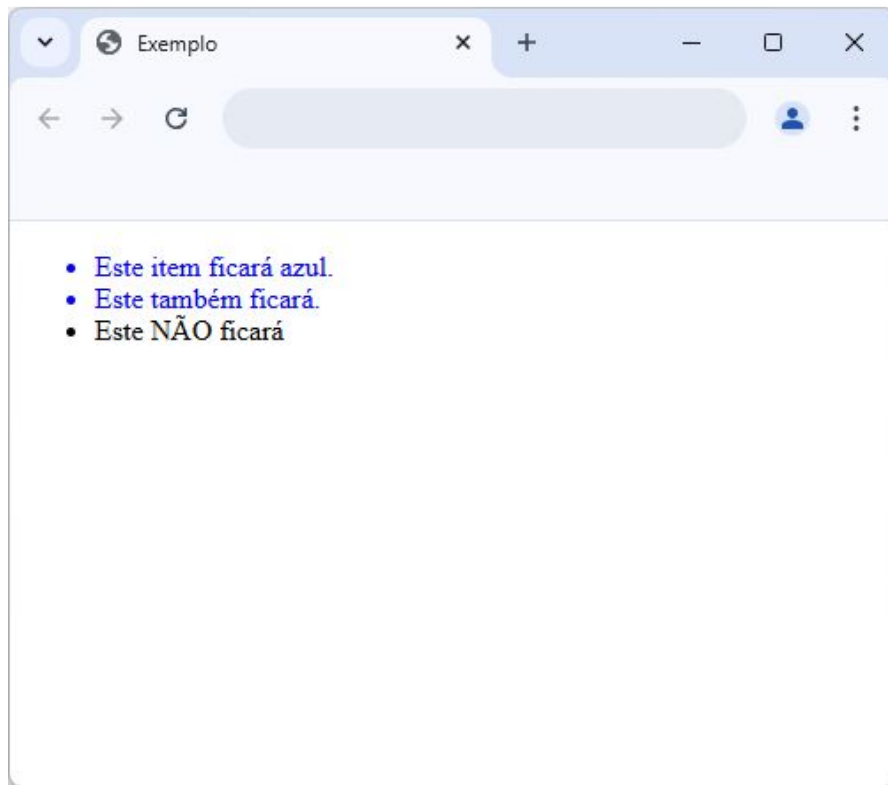 Exemplo
Este item ficará azul.
Este também ficará.
Este NÃO ficará